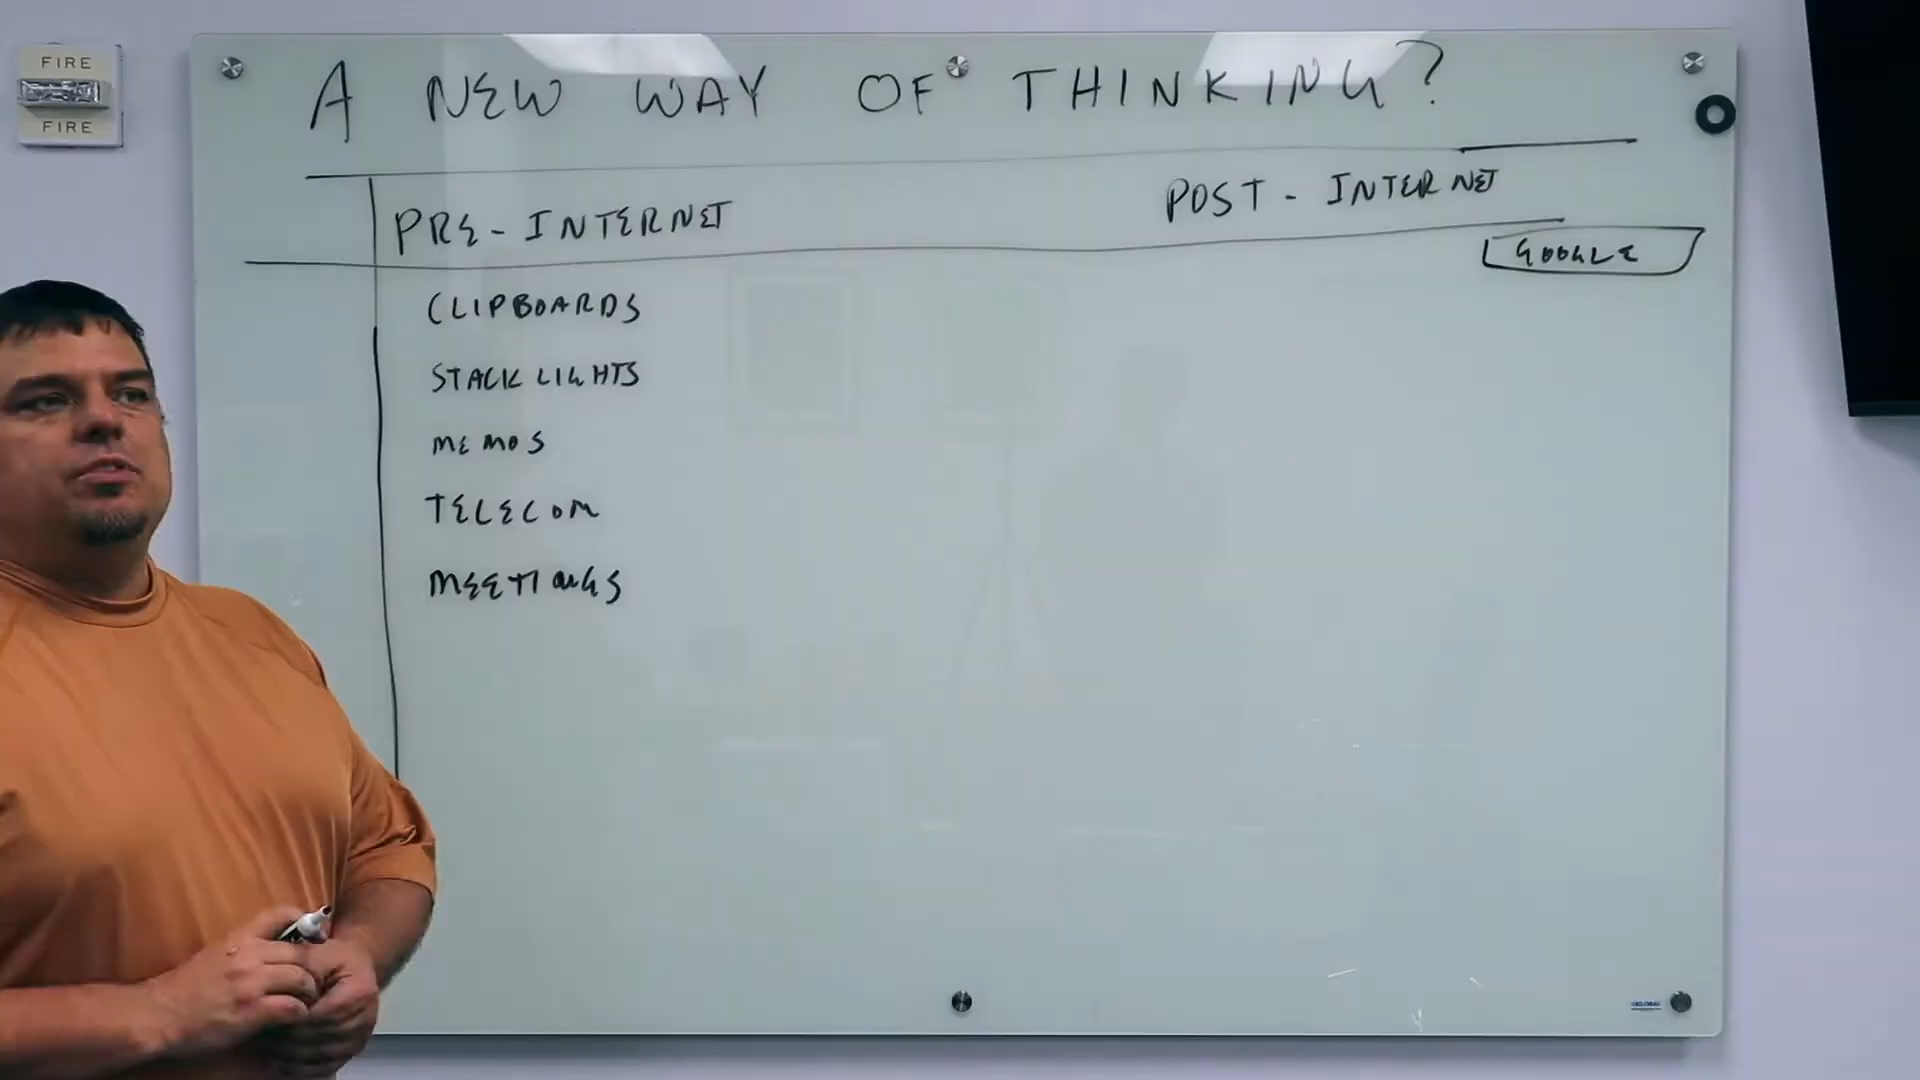 FIRE
FIRE
A NEW WAY OF THINKING?
PRE-INTERNET
POST-INTERNET
GOOGLE
CLIPBOARDS
STACK LIGHTS
MEMOS
TELECOM
MEETINGS